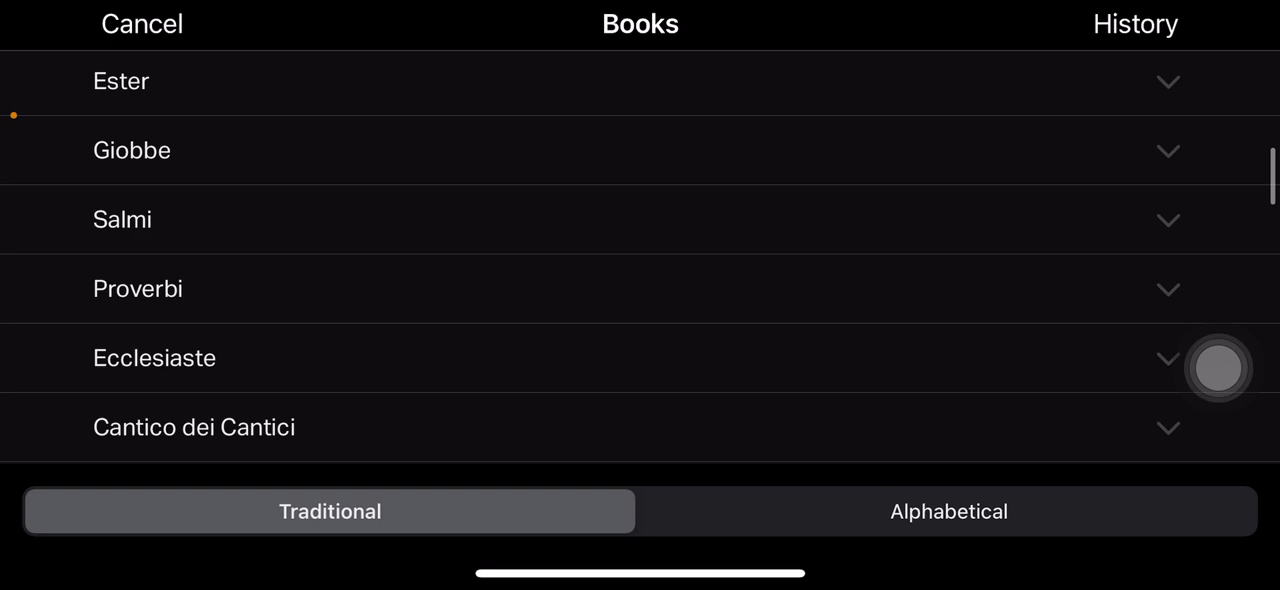 Cancel
Books
History
Ester
Giobbe
Salmi
Proverbi
Ecclesiaste
Cantico dei Cantici
Traditional
Alphabetical